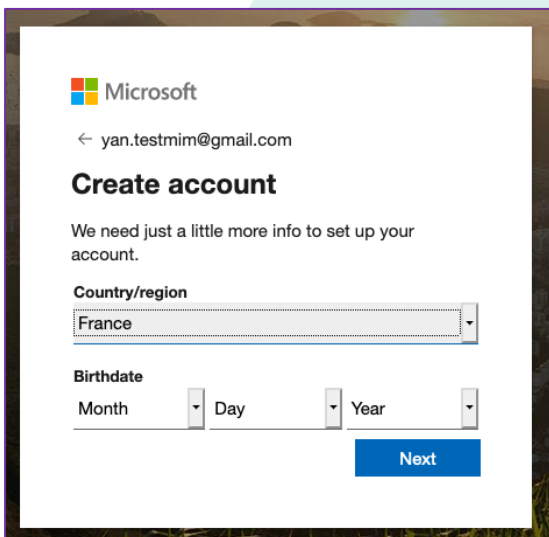 Microsoft
← yan.testmim@gmail.com
Create account
We need just a little more info to set up your
account.
Country/region
France
Birthdate
Month Day Year
Next